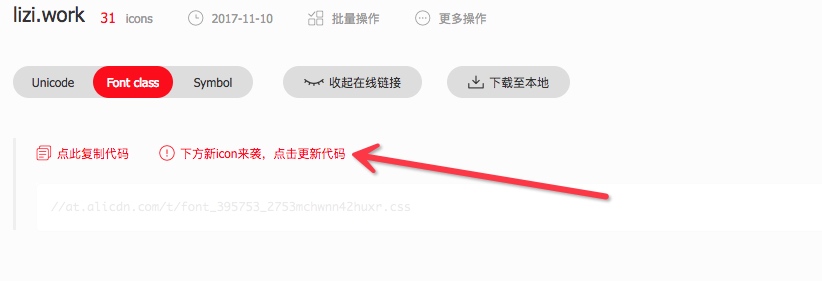 lizi.work 31 icons 2017-11-10 批量操作 更多操作
Unicode Font class Symbol 收起在线链接 下载至本地
点此复制代码 下方新icon来袭，点击更新代码
//at.alicdn.com/t/font_395753_2753mchwnn42huxr.css